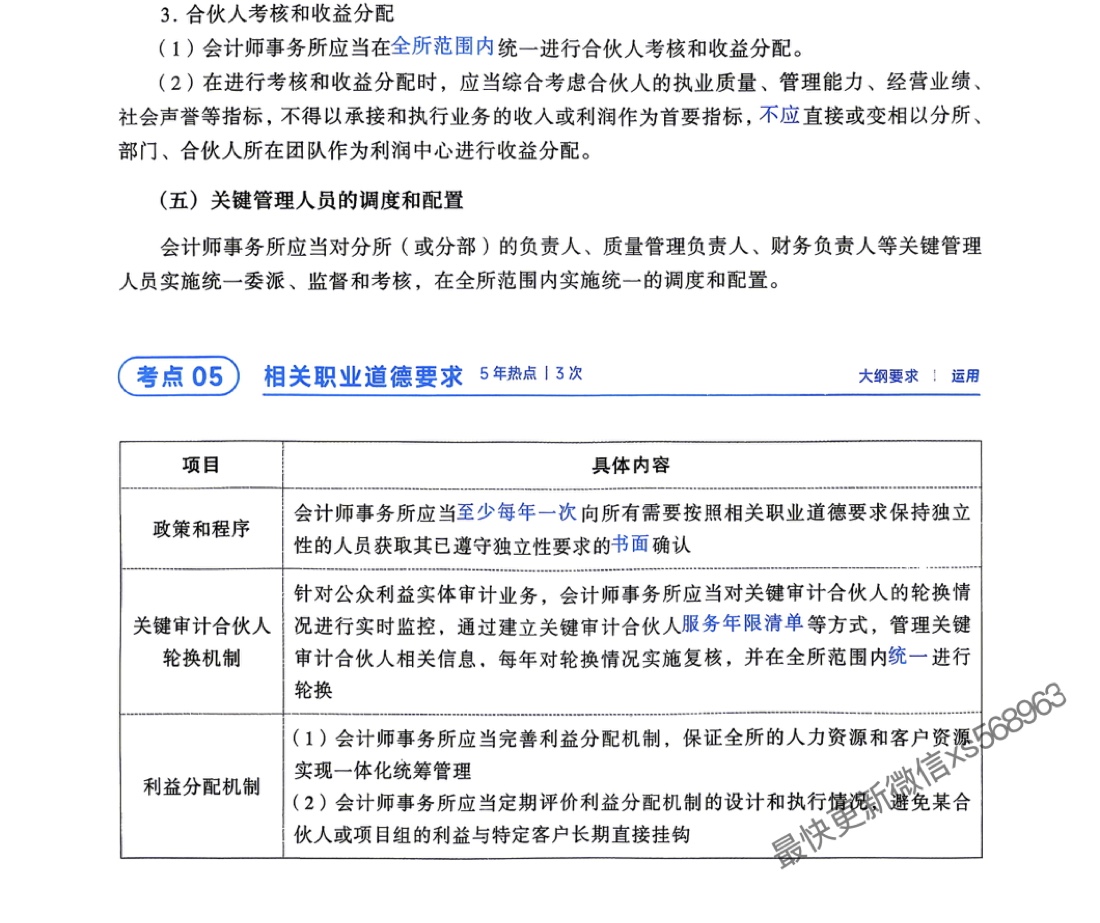 3. 合伙人考核和收益分配
（1）会计师事务所应当在全所范围内统一进行合伙人考核和收益分配。
（2）在进行考核和收益分配时，应当综合考虑合伙人的执业质量、管理能力、经营业绩、
社会声誉等指标，不得以承接和执行业务的收入或利润作为首要指标，不应直接或变相以分所、
部门、合伙人所在团队作为利润中心进行收益分配。
（五）关键管理人员的调度和配置
会计师事务所应当对分所（或分部）的负责人、质量管理负责人、财务负责人等关键管理
人员实施统一委派、监督和考核，在全所范围内实施统一的调度和配置。
考点 05 相关职业道德要求 5年热点 | 3次 大纲要求 | 运用
项目 具体内容
政策和程序
会计师事务所应当至少每年一次向所有需要按照相关职业道德要求保持独立
性的人员获取其已遵守独立性要求的书面确认
关键审计合伙人
轮换机制
针对公众利益实体审计业务，会计师事务所应当对关键审计合伙人的轮换情
况进行实时监控，通过建立关键审计合伙人服务年限清单等方式，管理关键
审计合伙人相关信息，每年对轮换情况实施复核，并在全所范围内统一进行
轮换
利益分配机制
（1）会计师事务所应当完善利益分配机制，保证全所的人力资源和客户资源
实现一体化统筹管理
（2）会计师事务所应当定期评价利益分配机制的设计和执行情况，避免某合
伙人或项目组的利益与特定客户长期直接挂钩
最快更新微信xs568963